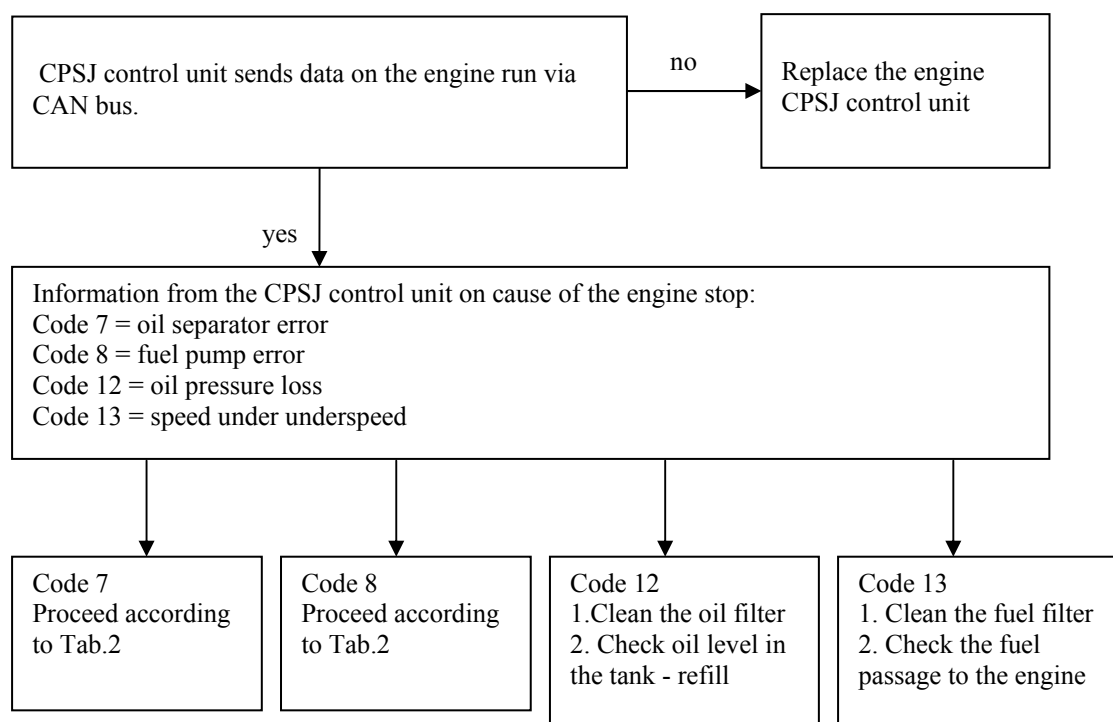 CPSJ control unit sends data on the engine run via
CAN bus.
no
Replace the engine
CPSJ control unit
yes
Information from the CPSJ control unit on cause of the engine stop:
Code 7 = oil separator error
Code 8 = fuel pump error
Code 12 = oil pressure loss
Code 13 = speed under underspeed
Code 7
Proceed according
to Tab.2
Code 8
Proceed according
to Tab.2
Code 12
1.Clean the oil filter
2. Check oil level in
the tank - refill
Code 13
1. Clean the fuel filter
2. Check the fuel
passage to the engine